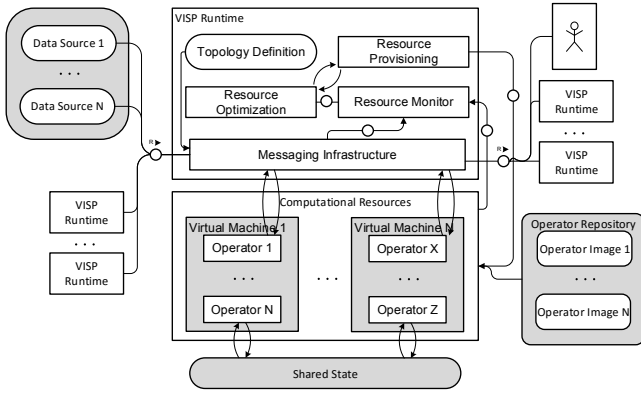 VISP Runtime
Data Source 1
. . .
Data Source N
Topology Definition
Resource
Provisioning
Resource
Optimization
Resource Monitor
Messaging Infrastructure
R
R
VISP
Runtime
. . .
VISP
Runtime
VISP
Runtime
. . .
VISP
Runtime
Computational Resources
Virtual Machine 1
Operator 1
. . .
Operator N
. . .
. . .
Virtual Machine N
Operator X
. . .
Operator Z
Operator Repository
Operator Image 1
. . .
Operator Image N
Shared State